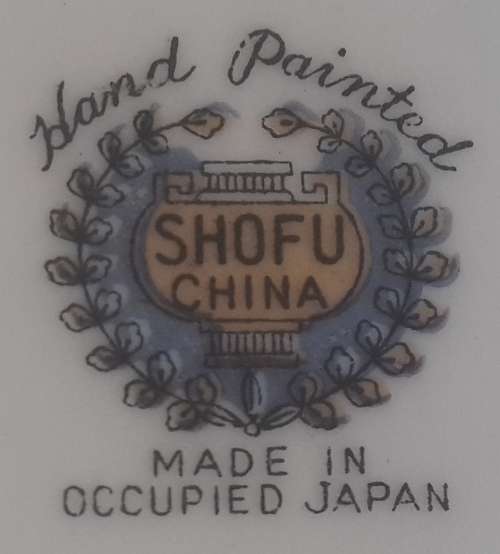 Hand Painted
SHOFU
CHINA
MADE IN
OCCUPIED JAPAN